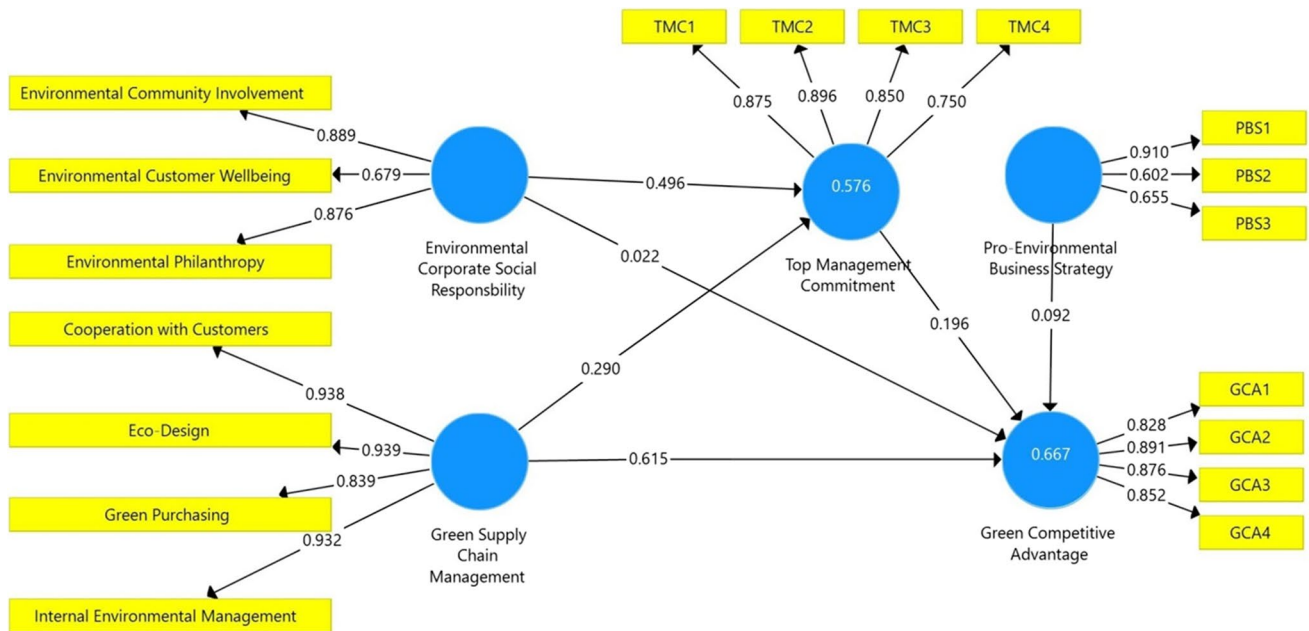 TMC1
TMC2
TMC3
TMC4
Environmental Community Involvement
0.875
0.896
0.850
0.750
0.889
PBS1
0.910
Environmental Customer Wellbeing
0.679
0.496
0.576
PBS2
0.602
0.655
0.876
PBS3
Environmental Philanthropy
Environmental
Corporate Social
Responsbility
0.022
Top Management
Commitment
Pro-Environmental
Business Strategy
Cooperation with Customers
0.196
0.092
0.290
0.938
GCA1
0.828
Eco-Design
0.939
GCA2
0.891
0.615
0.667
0.876
GCA3
0.839
0.852
Green Purchasing
GCA4
0.932
Green Supply
Chain
Management
Green Competitive
Advantage
Internal Environmental Management